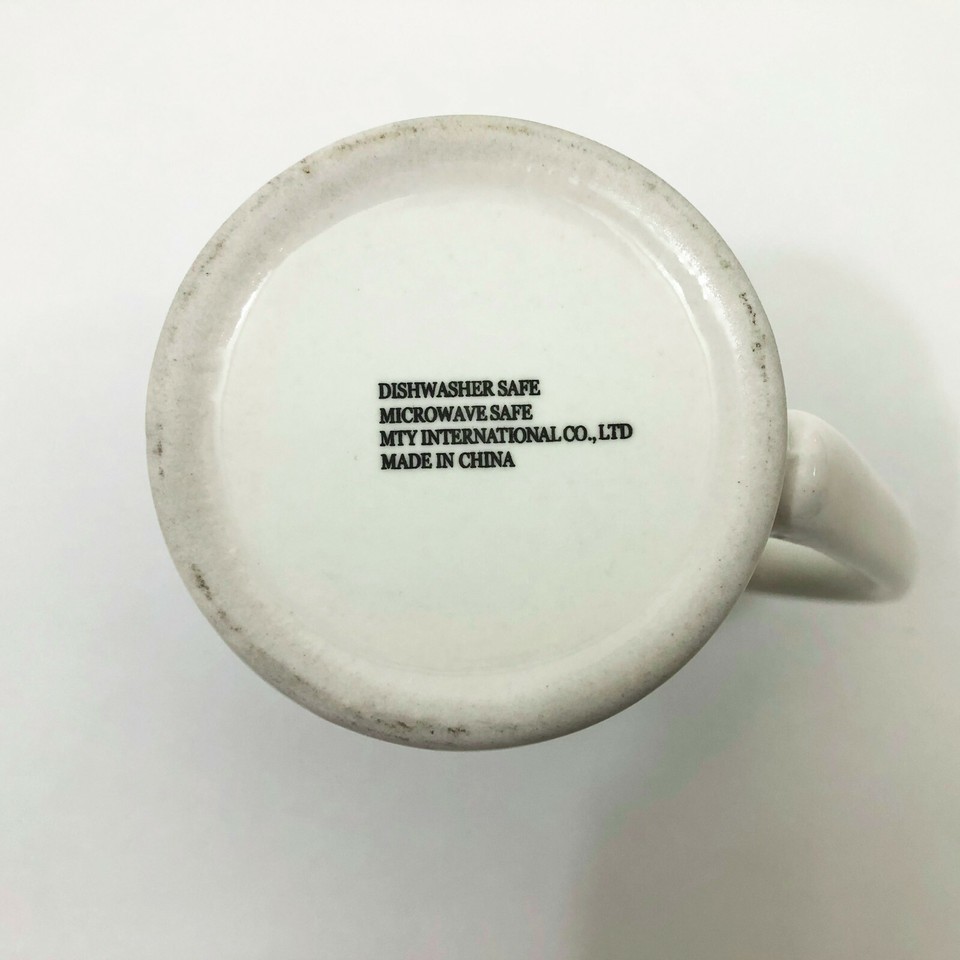 DISHWASHER SAFE
MICROWAVE SAFE
MTY INTERNATIONAL CO., LTD
MADE IN CHINA